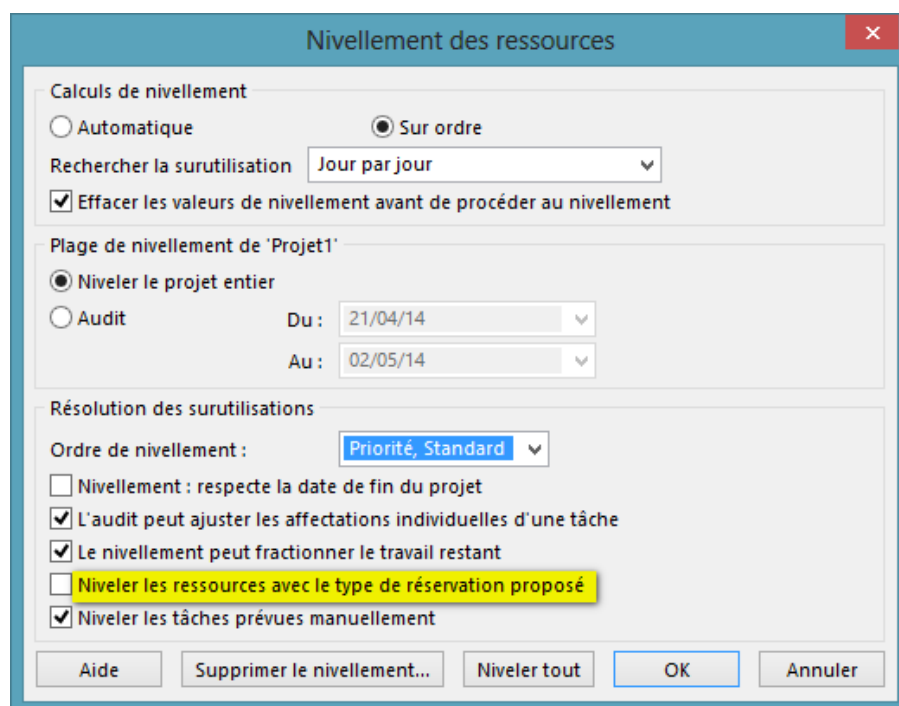 Nivellement des ressources
Calculs de nivellement
Automatique Sur ordre
Rechercher la surutilisation Jour par jour
Effacer les valeurs de nivellement avant de procéder au nivellement
Plage de nivellement de 'Projet1'
Niveler le projet entier
Audit Du : 21/04/14
Au : 02/05/14
Résolution des surutilisations
Ordre de nivellement : Priorité, Standard
Nivellement : respecte la date de fin du projet
L'audit peut ajuster les affectations individuelles d'une tâche
Le nivellement peut fractionner le travail restant
Niveler les ressources avec le type de réservation proposé
Niveler les tâches prévues manuellement
Aide Supprimer le nivellement... Niveler tout OK Annuler